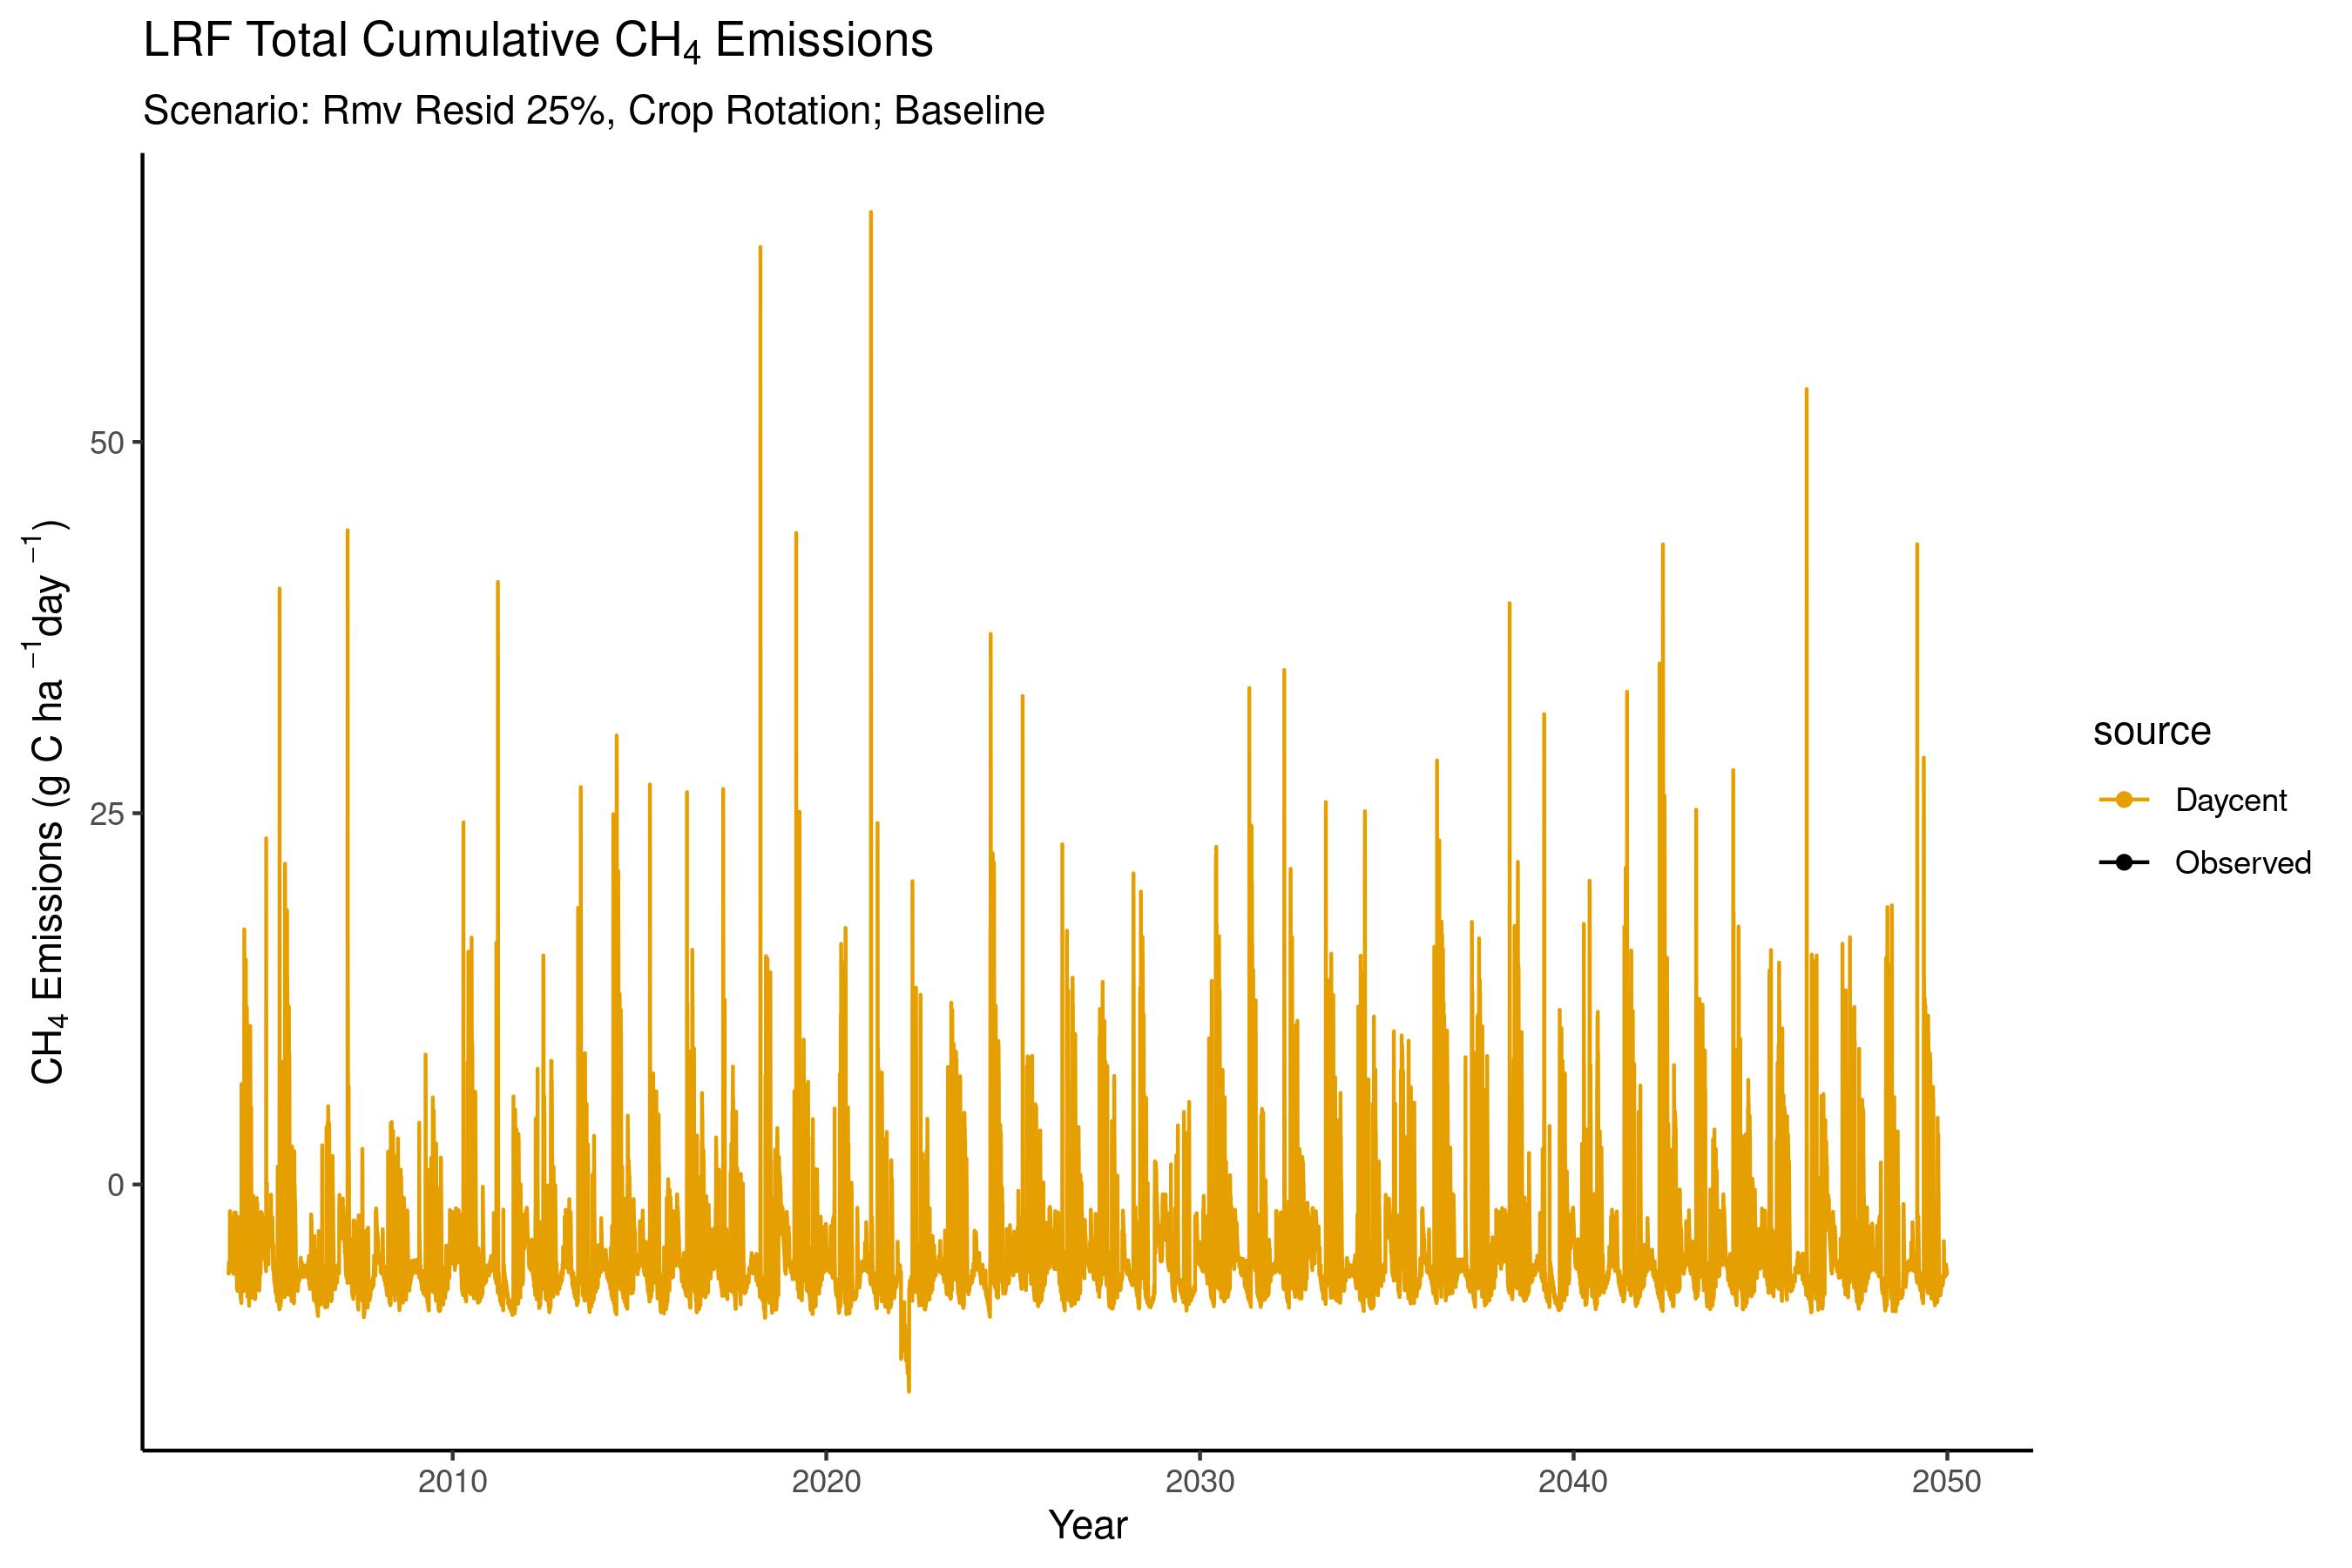 LRF Total Cumulative CH₄ Emissions
Scenario: Rmv Resid 25%, Crop Rotation; Baseline
CH₄ Emissions (g C ha ⁻¹day ⁻¹)
50
25
0
2010 2020 2030 2040 2050
Year
source
Daycent
Observed